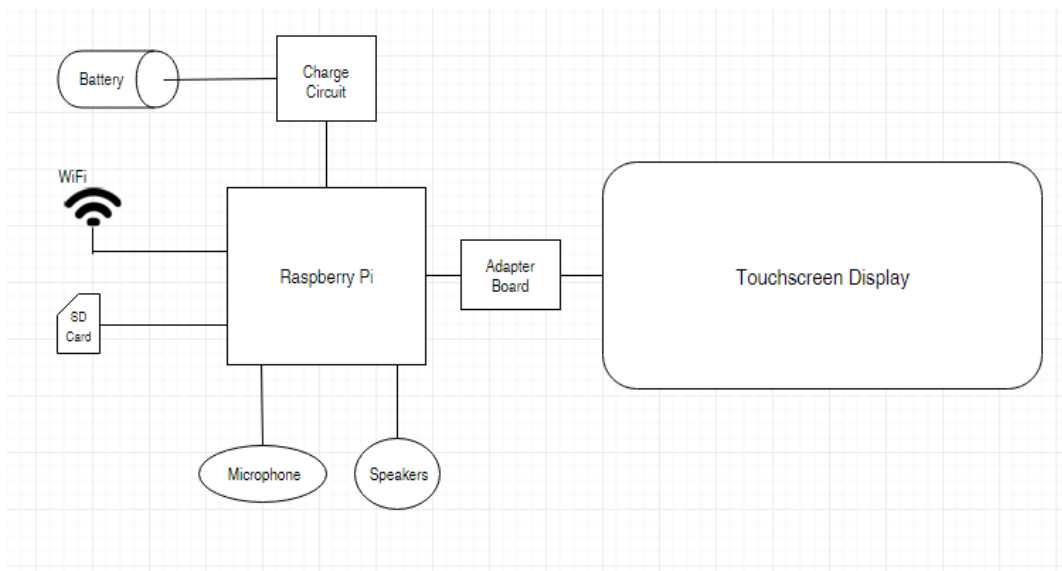 Battery
Charge
Circuit
WiFi
Raspberry Pi
Adapter
Board
Touchscreen Display
SD
Card
Microphone
Speakers